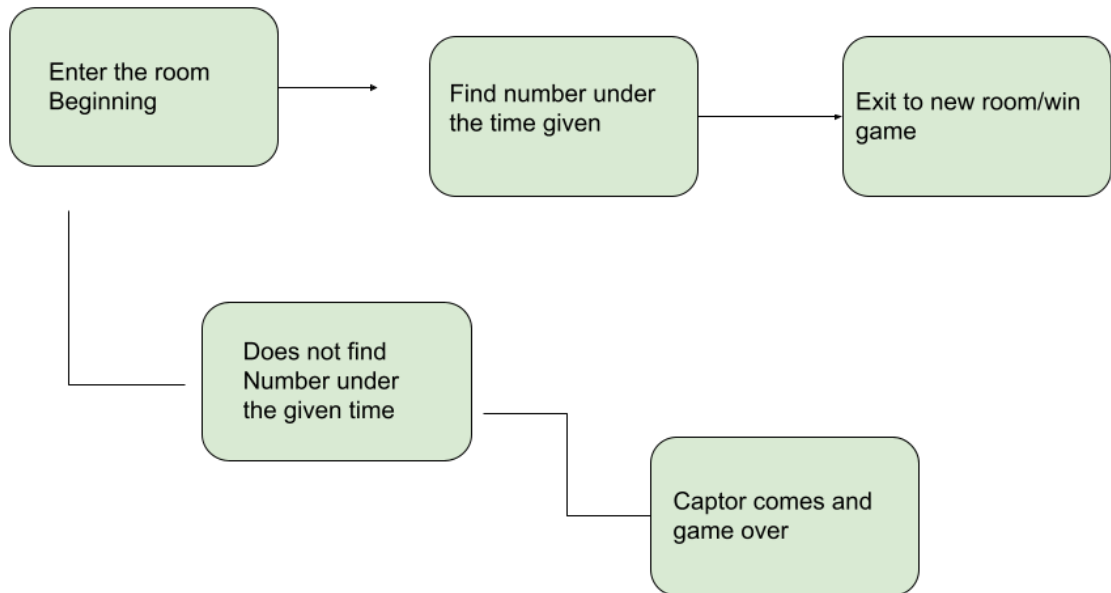 Enter the room
Beginning
Find number under
the time given
Exit to new room/win
game
Does not find
Number under
the given time
Captor comes and
game over